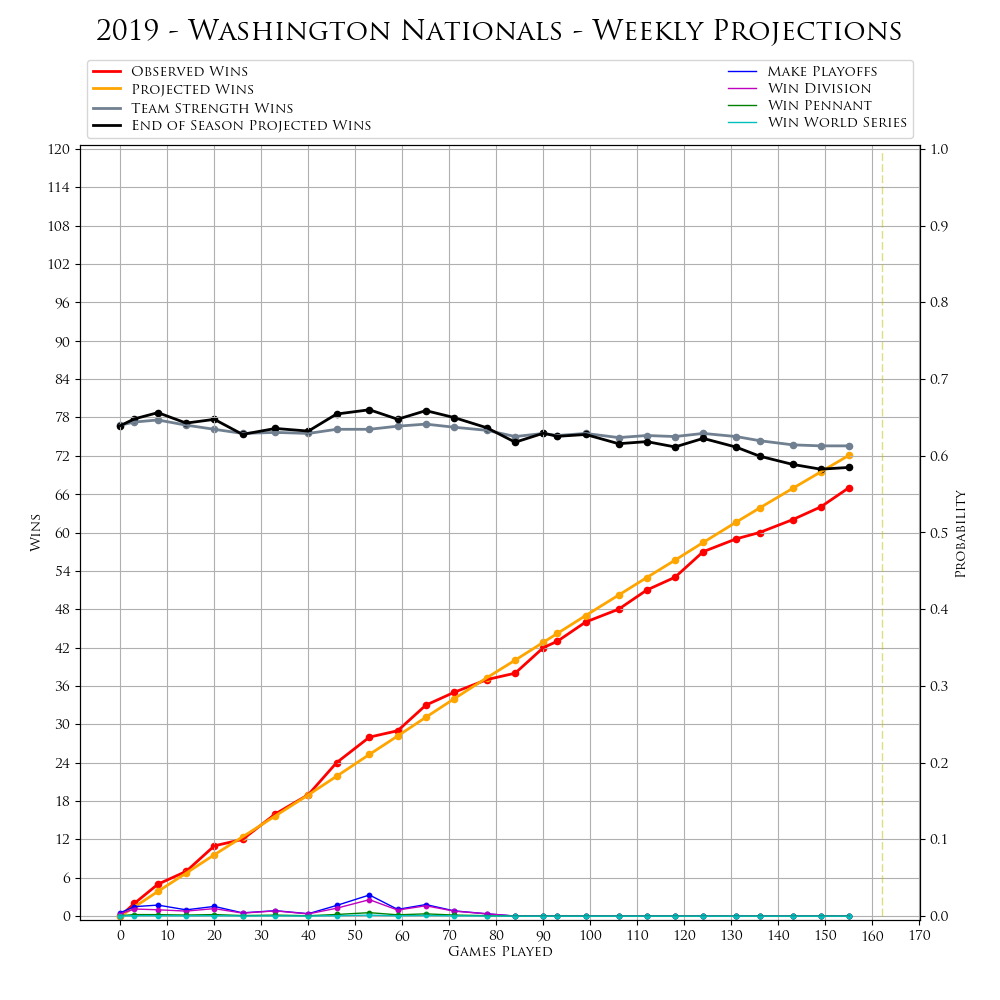 2019 - Washington Nationals - Weekly Projections
Observed Wins
Projected Wins
Team Strength Wins
End of Season Projected Wins
Make Playoffs
Win Division
Win Pennant
Win World Series
120
114
108
102
96
90
84
78
72
66
60
54
48
42
36
30
24
18
12
6
0
Wins
1.0
0.9
0.8
0.7
0.6
0.5
0.4
0.3
0.2
0.1
0.0
Probability
0 10 20 30 40 50 60 70 80 90 100 110 120 130 140 150 160 170
Games Played